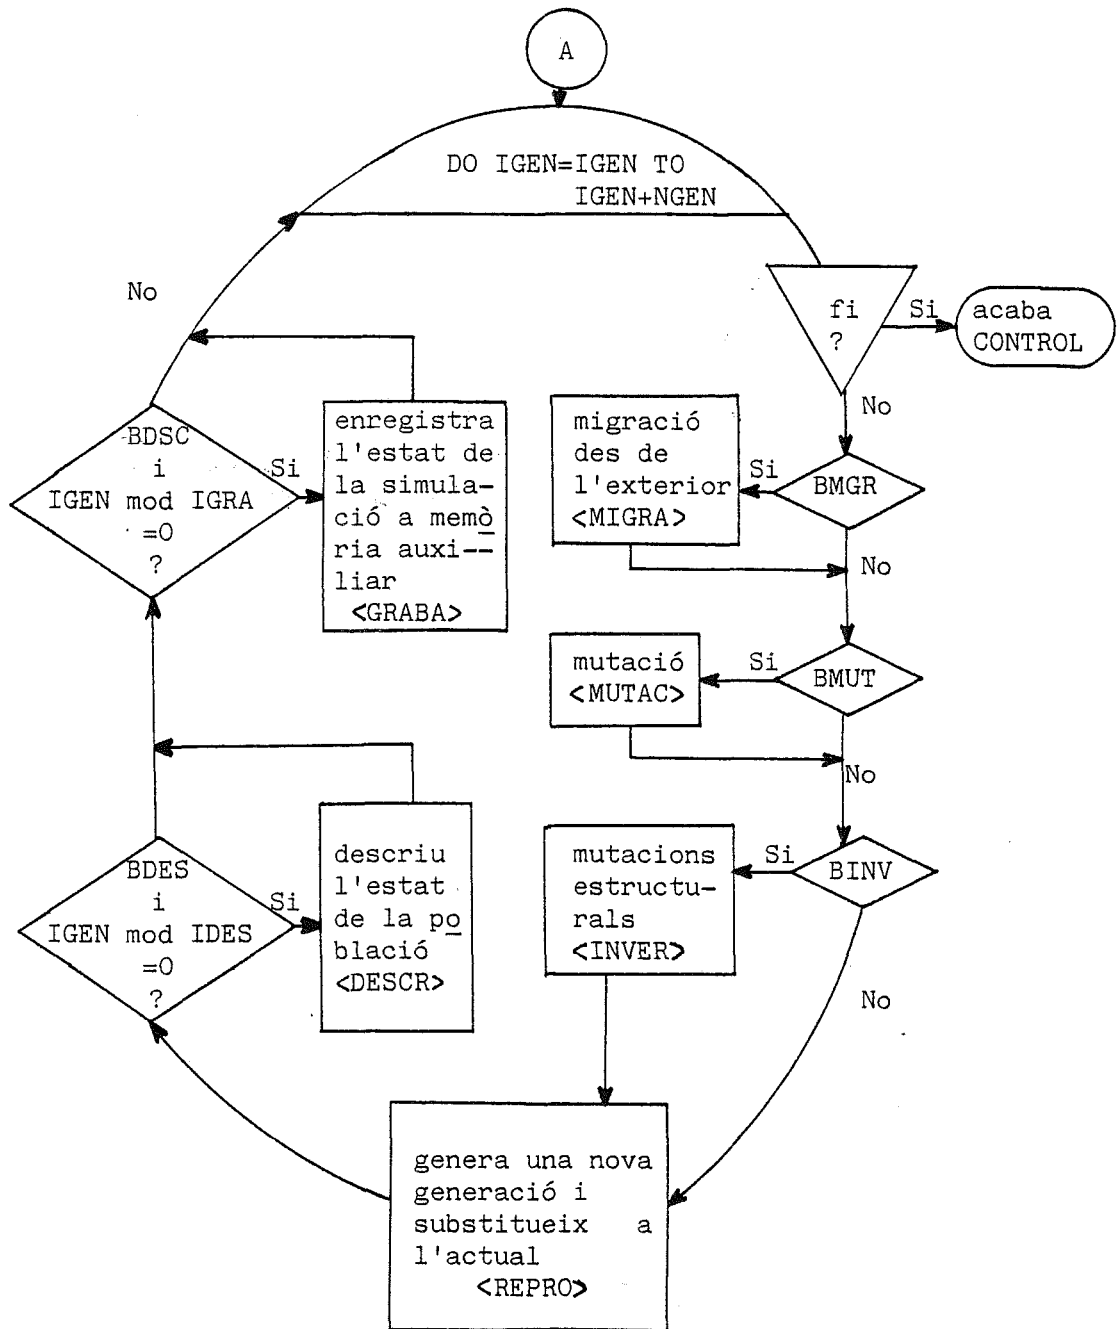 A
DO IGEN=IGEN TO
IGEN+NGEN
fi
?
Si
acaba
CONTROL
No
BMGR
Si
migració
des de
l'exterior
<MIGRA>
No
BMUT
Si
mutació
<MUTAC>
No
BINV
Si
mutacions
estructu-
rals
<INVER>
No
genera una nova
generació i
substitueix a
l'actual
<REPRO>
BDES
i
IGEN mod IDES
=0
?
Si
descriu
l'estat
de la po
blació
<DESCR>
BDSC
i
IGEN mod IGRA
=0
?
Si
enregistra
l'estat de
la simula-
ció a memò
ria auxi--
liar
<GRABA>
No